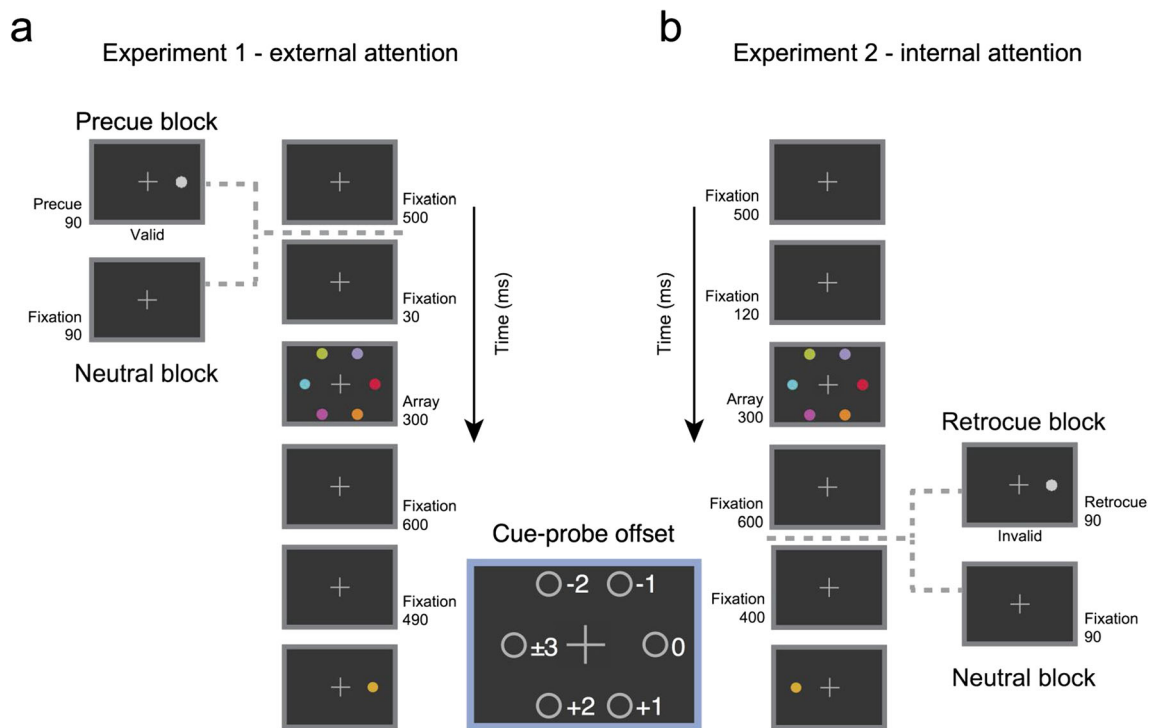 a
Experiment 1 - external attention
Precue block
Precue
90
Valid
Fixation
90
Neutral block
Fixation
500
Fixation
30
Array
300
Fixation
600
Fixation
490
Time (ms)
Cue-probe offset
-2 -1
±3 0
+2 +1
b
Experiment 2 - internal attention
Time (ms)
Fixation
500
Fixation
120
Array
300
Fixation
600
Fixation
400
Retrocue block
Retrocue
90
Invalid
Fixation
90
Neutral block